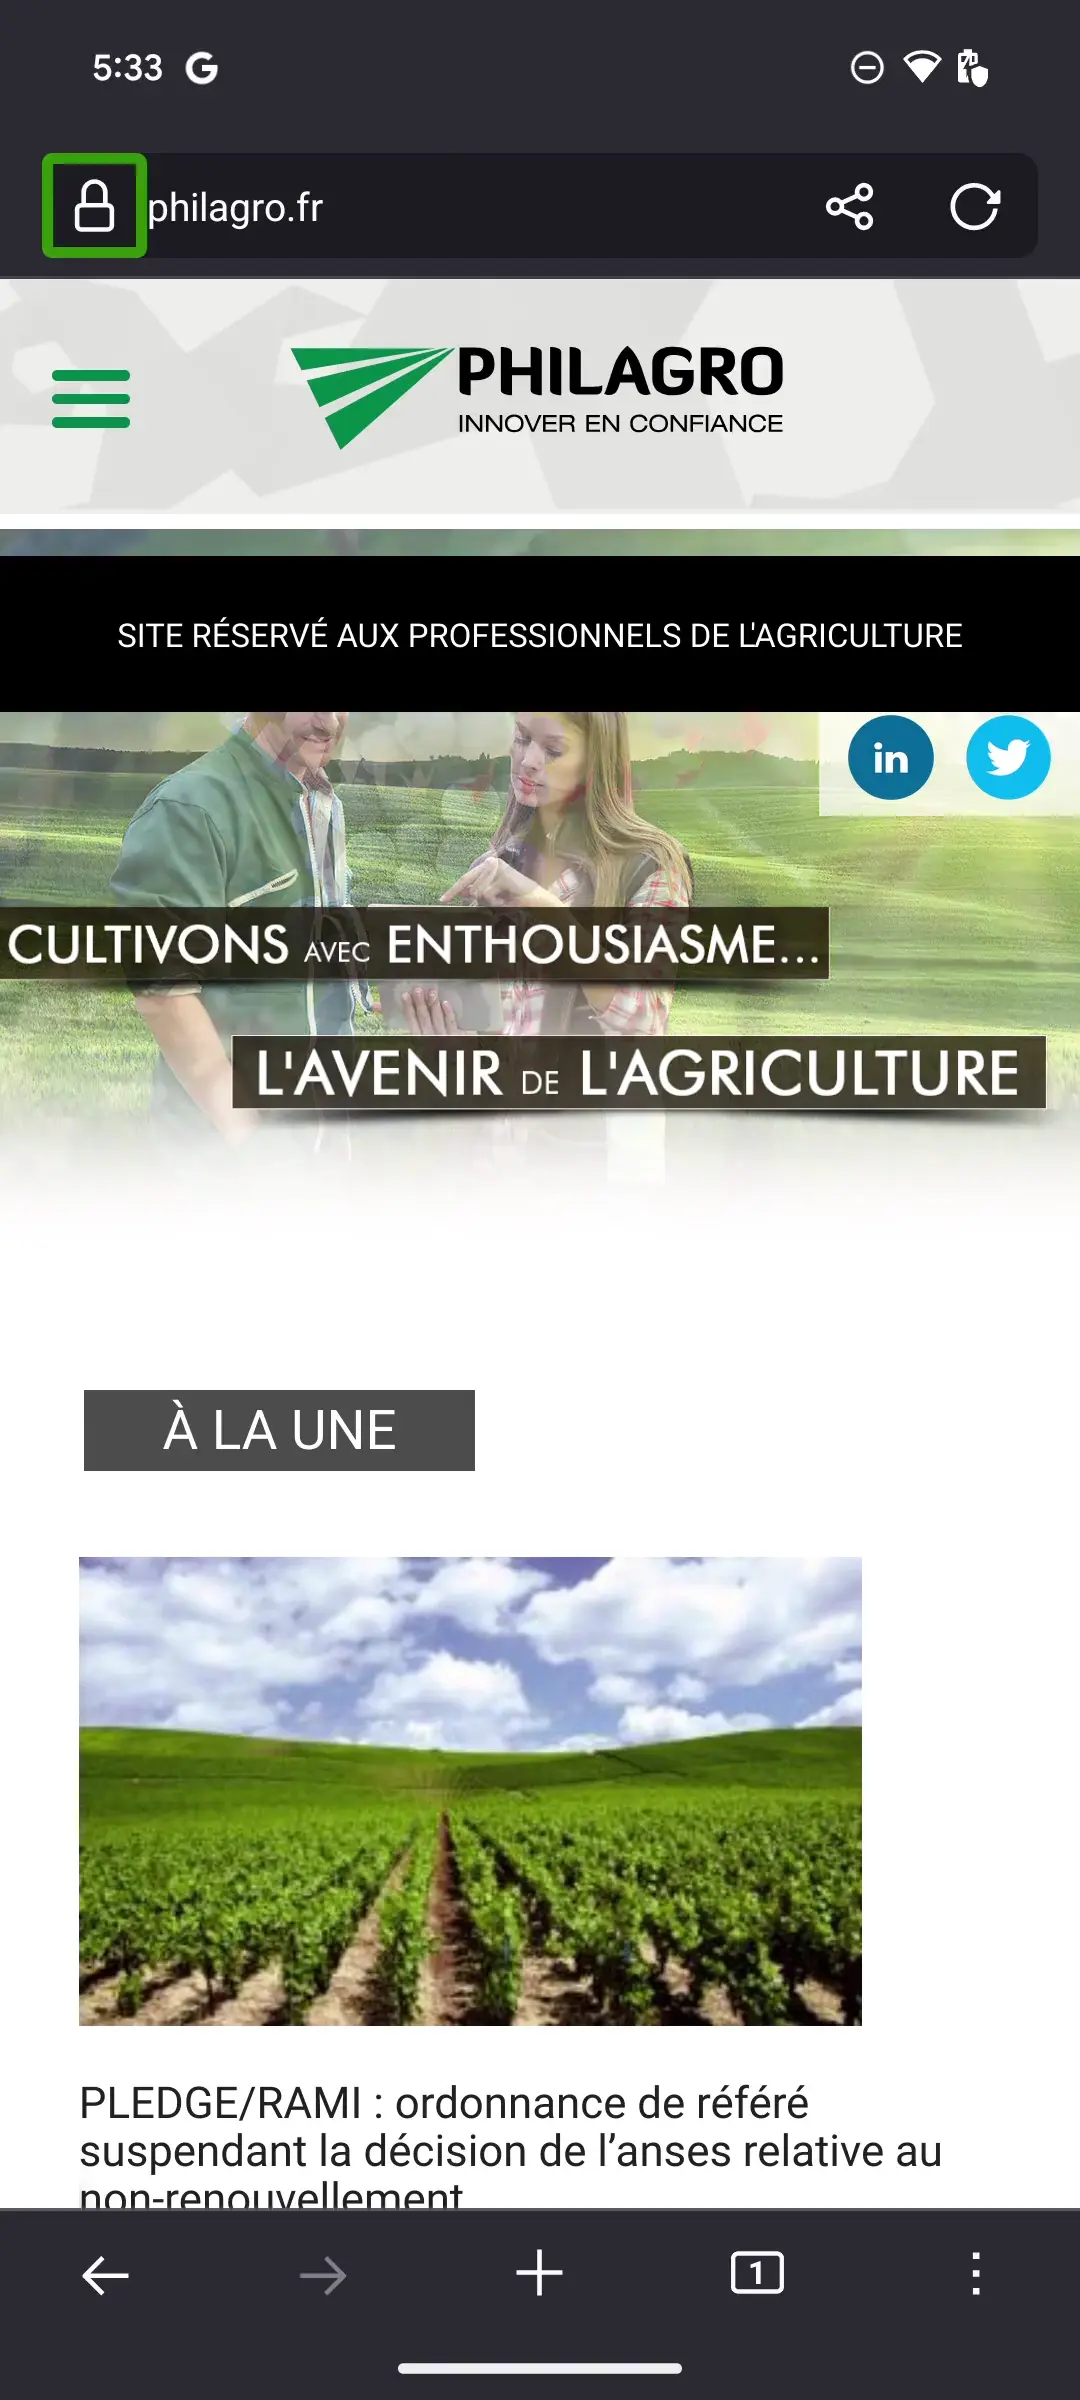 5:33
philagro.fr
PHILAGRO
INNOVER EN CONFIANCE
SITE RÉSERVÉ AUX PROFESSIONNELS DE L'AGRICULTURE
in
CULTIVONS AVEC ENTHOUSIASME...
L'AVENIR DE L'AGRICULTURE
À LA UNE
PLEDGE/RAMI : ordonnance de référé
suspendant la décision de l’anses relative au
non-renouvellement
1